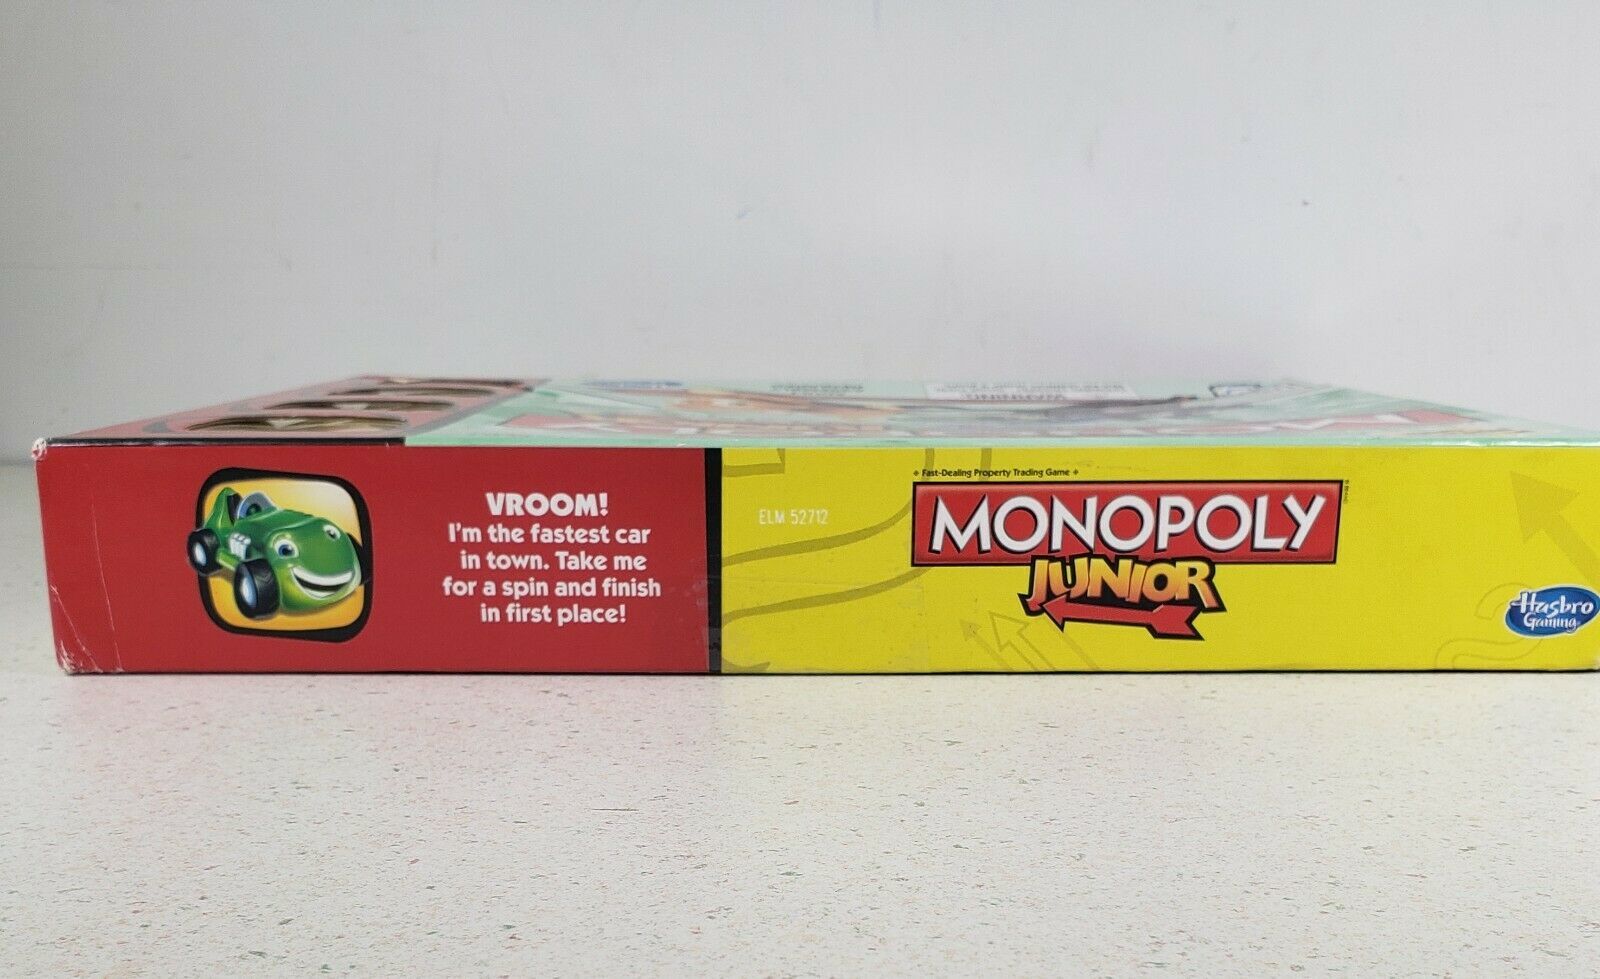 VROOM!
I'm the fastest car
in town. Take me
for a spin and finish
in first place!
ELM 52712
Fast-Dealing Property Trading Game
MONOPOLY
JUNIOR
Hasbro
Gaming